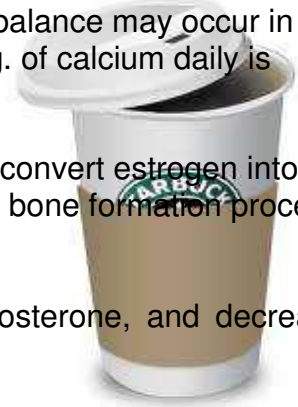 balance may occur in
. of calcium daily is
convert estrogen into
bone formation proce
osterone, and decrea